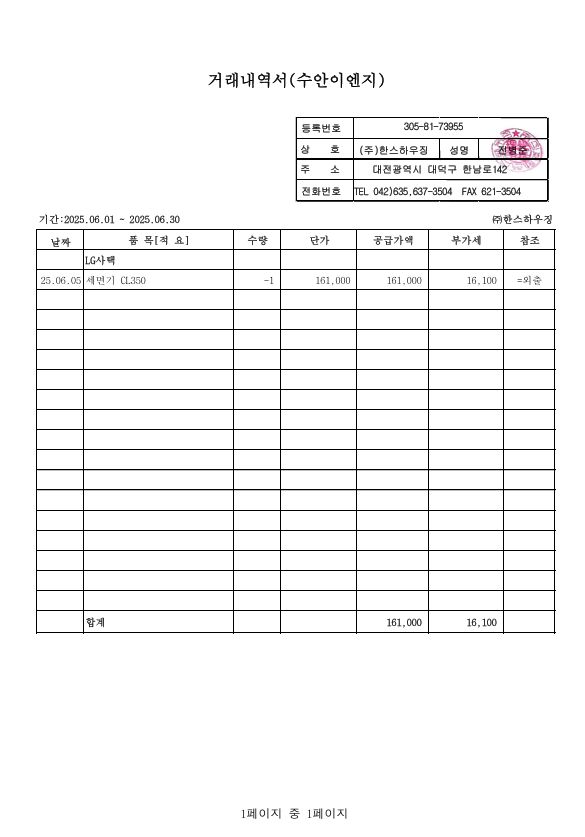 거래내역서(수안이엔지)
등록번호 305-81-73955
상 호 (주)한스하우징 성명 전병준
주 소 대전광역시 대덕구 한남로142
전화번호 TEL 042)635,637-3504 FAX 621-3504
기간:2025.06.01 ~ 2025.06.30 ㈜한스하우징
날짜 품 목[적 요] 수량 단가 공급가액 부가세 참조
LG사택
25.06.05 세면기 CL350 -1 161,000 161,000 16,100 =외출
합계 161,000 16,100
1페이지 중 1페이지